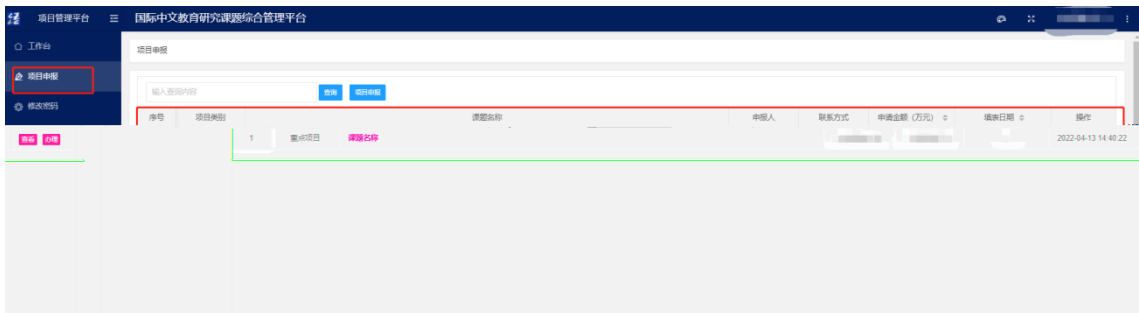 项目管理平台 国际中文教育研究课题综合管理平台
工作台
项目申报
项目申报
修改密码
输入查询内容 查询 项目申报
序号 项目类别 课题名称 申报人 联系方式 申请金额（万元） 填表日期 操作
查看 办理 1 重点项目 课题名称 2022-04-13 14:40:22